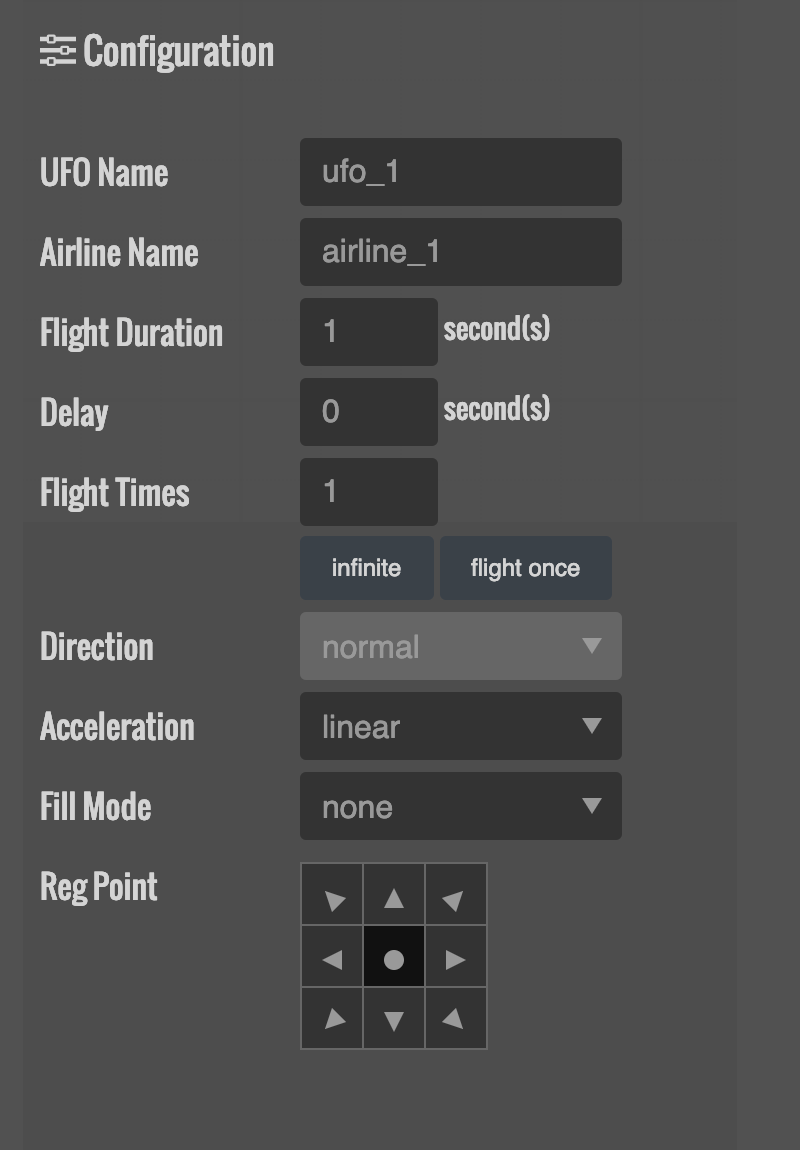 Configuration
UFO Name ufo_1
Airline Name airline_1
Flight Duration 1 second(s)
Delay 0 second(s)
Flight Times 1
infinite flight once
Direction normal
Acceleration linear
Fill Mode none
Reg Point